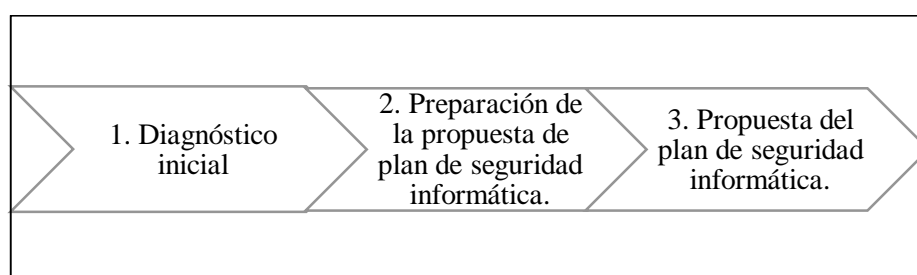 1. Diagnóstico
inicial
2. Preparación de
la propuesta de
plan de seguridad
informática.
3. Propuesta del
plan de seguridad
informática.